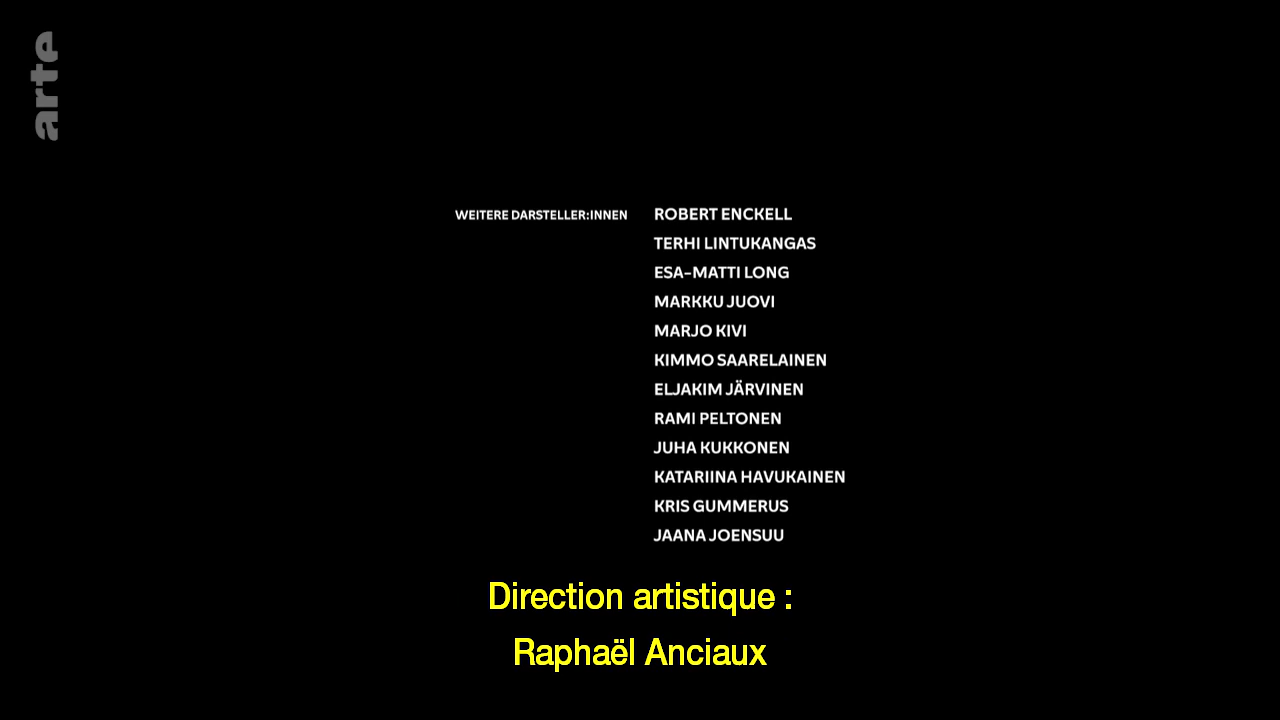 arte
WEITERE DARSTELLER:INNEN ROBERT ENCKELL
TERHI LINTUKANGAS
ESA-MATTI LONG
MARKKU JUOVI
MARJO KIVI
KIMMO SAARELAINEN
ELJAKIM JÄRVINEN
RAMI PELTONEN
JUHA KUKKONEN
KATARIINA HAVUKAINEN
KRIS GUMMERUS
JAANA JOENSUU
Direction artistique :
Raphaël Anciaux